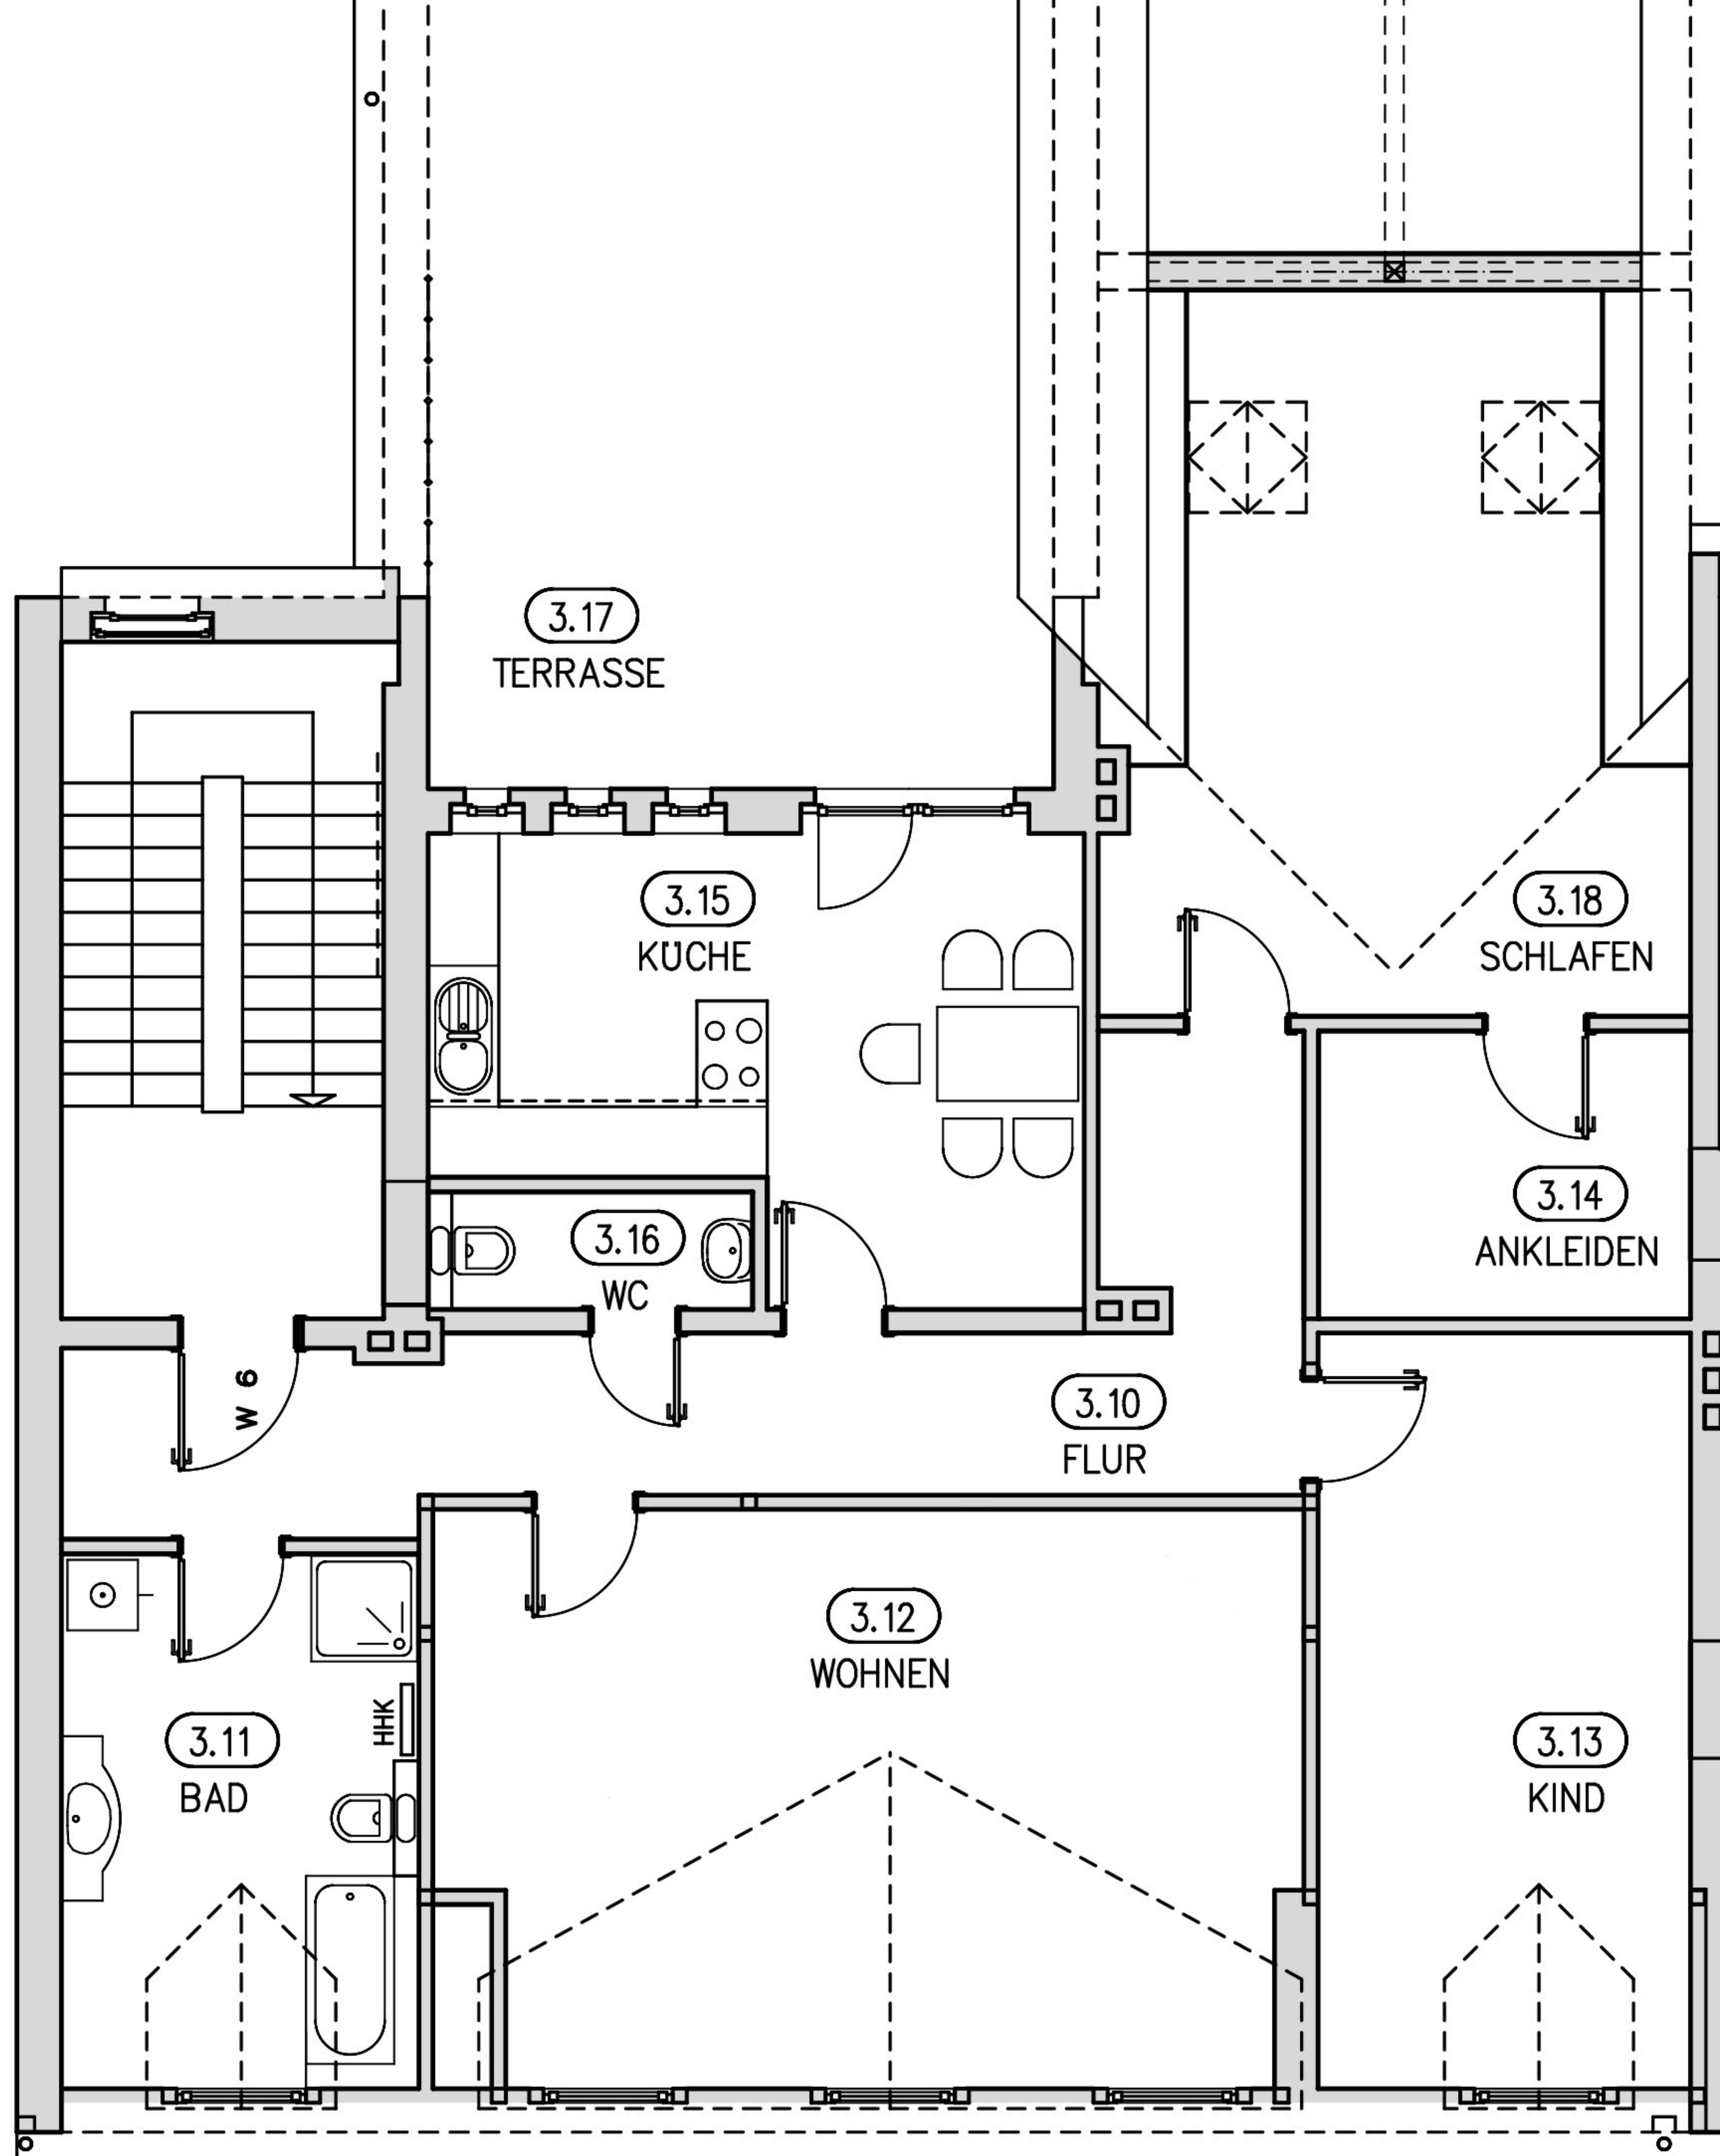 3.17
TERRASSE
3.15
KÜCHE
3.18
SCHLAFEN
3.14
ANKLEIDEN
3.16
WC
W 6
3.10
FLUR
3.12
WOHNEN
HHK
3.11
BAD
3.13
KIND